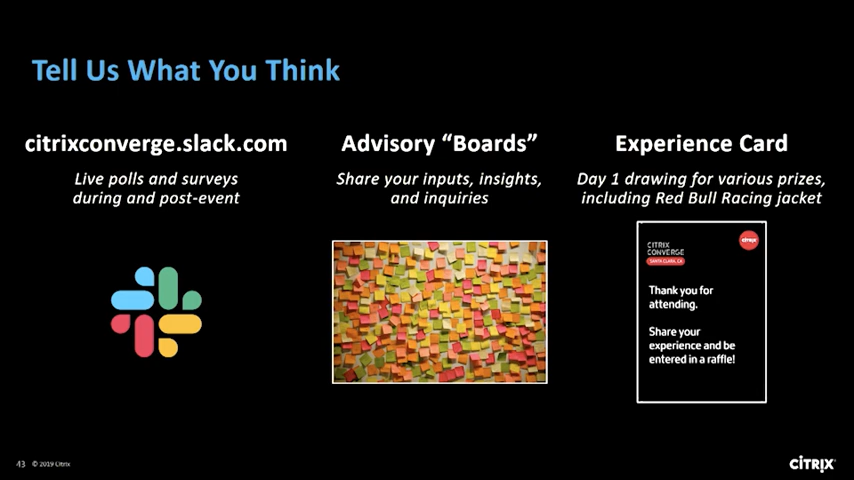 Tell Us What You Think
citrixconverge.slack.com
Live polls and surveys
during and post-event
Advisory “Boards”
Share your inputs, insights,
and inquiries
Experience Card
Day 1 drawing for various prizes,
including Red Bull Racing jacket
citrix
CITRIX
CONVERGE
SANTA CLARA, CA
Thank you for
attending.
Share your
experience and be
entered in a raffle!
43 © 2019 Citrix
CITRIX